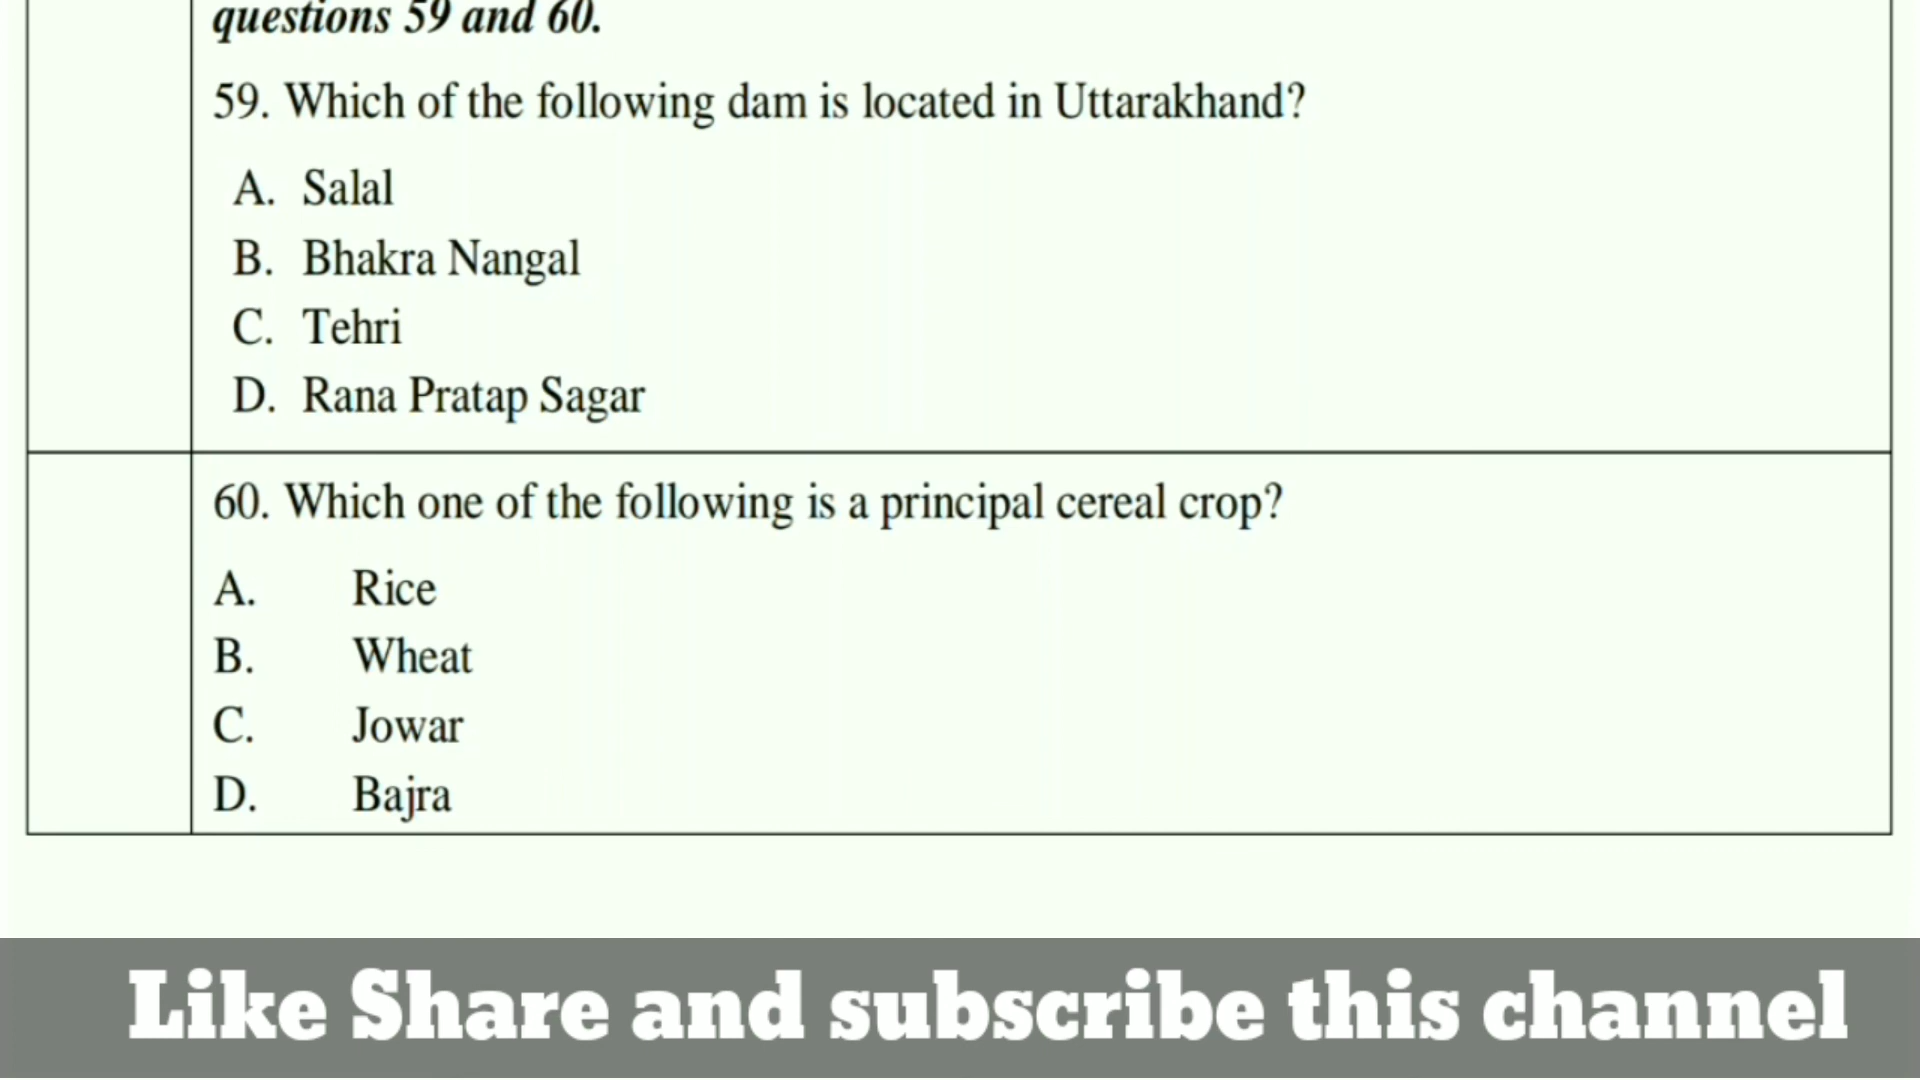 questions 59 and 60.
59. Which of the following dam is located in Uttarakhand?
A. Salal
B. Bhakra Nangal
C. Tehri
D. Rana Pratap Sagar
60. Which one of the following is a principal cereal crop?
A. Rice
B. Wheat
C. Jowar
D. Bajra
Like Share and subscribe this channel